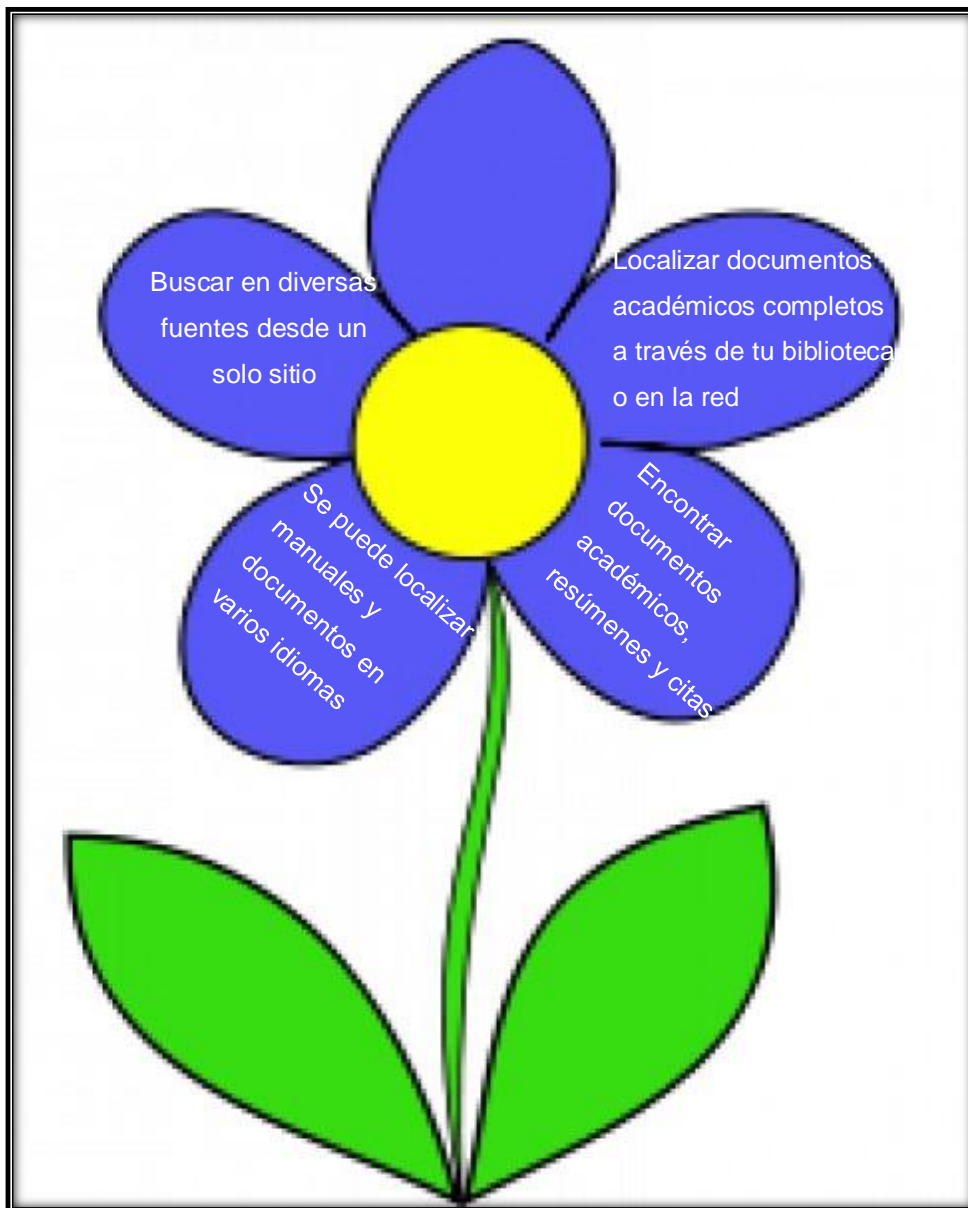 Buscar en diversas
fuentes desde un
solo sitio
Localizar documentos
académicos completos
a través de tu biblioteca
o en la red
Se puede localizar
manuales y
documentos en
varios idiomas
Encontrar
documentos
académicos,
resúmenes y citas